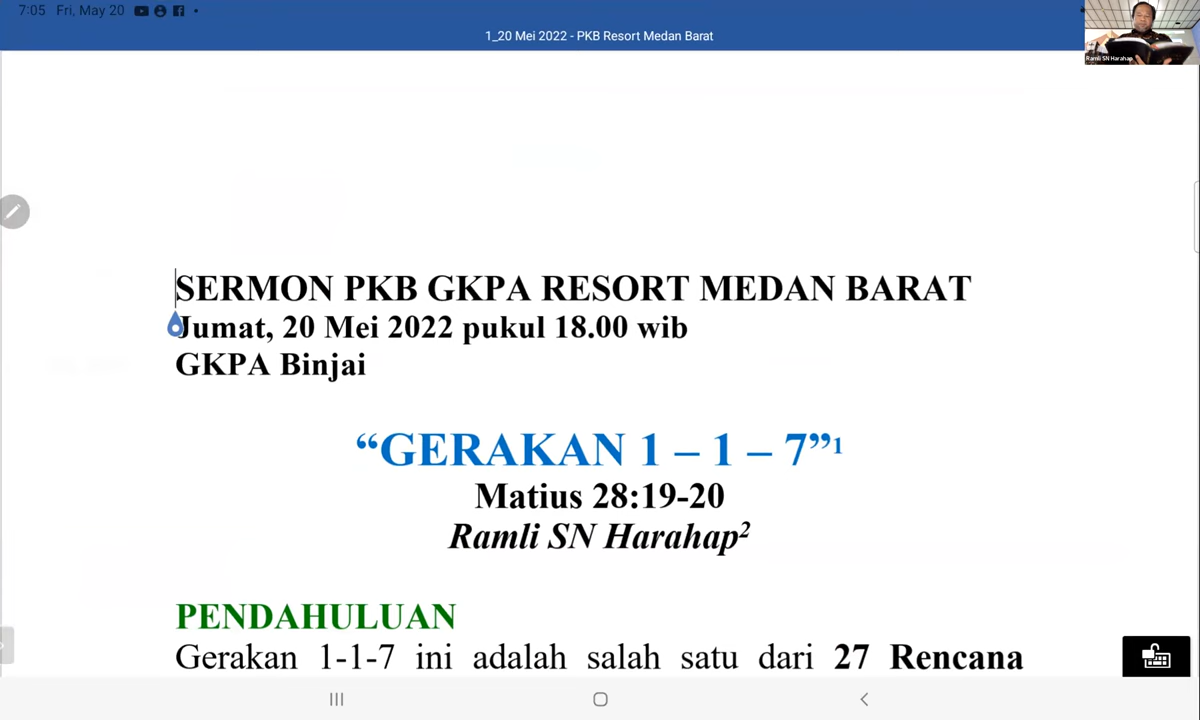 7:05 Fri, May 20
1_20 Mei 2022 - PKB Resort Medan Barat
Ramli SN Harahap
SERMON PKB GKPA RESORT MEDAN BARAT
Jumat, 20 Mei 2022 pukul 18.00 wib
GKPA Binjai
“GERAKAN 1 – 1 – 7”¹
Matius 28:19-20
Ramli SN Harahap²
PENDAHULUAN
Gerakan 1-1-7 ini adalah salah satu dari 27 Rencana